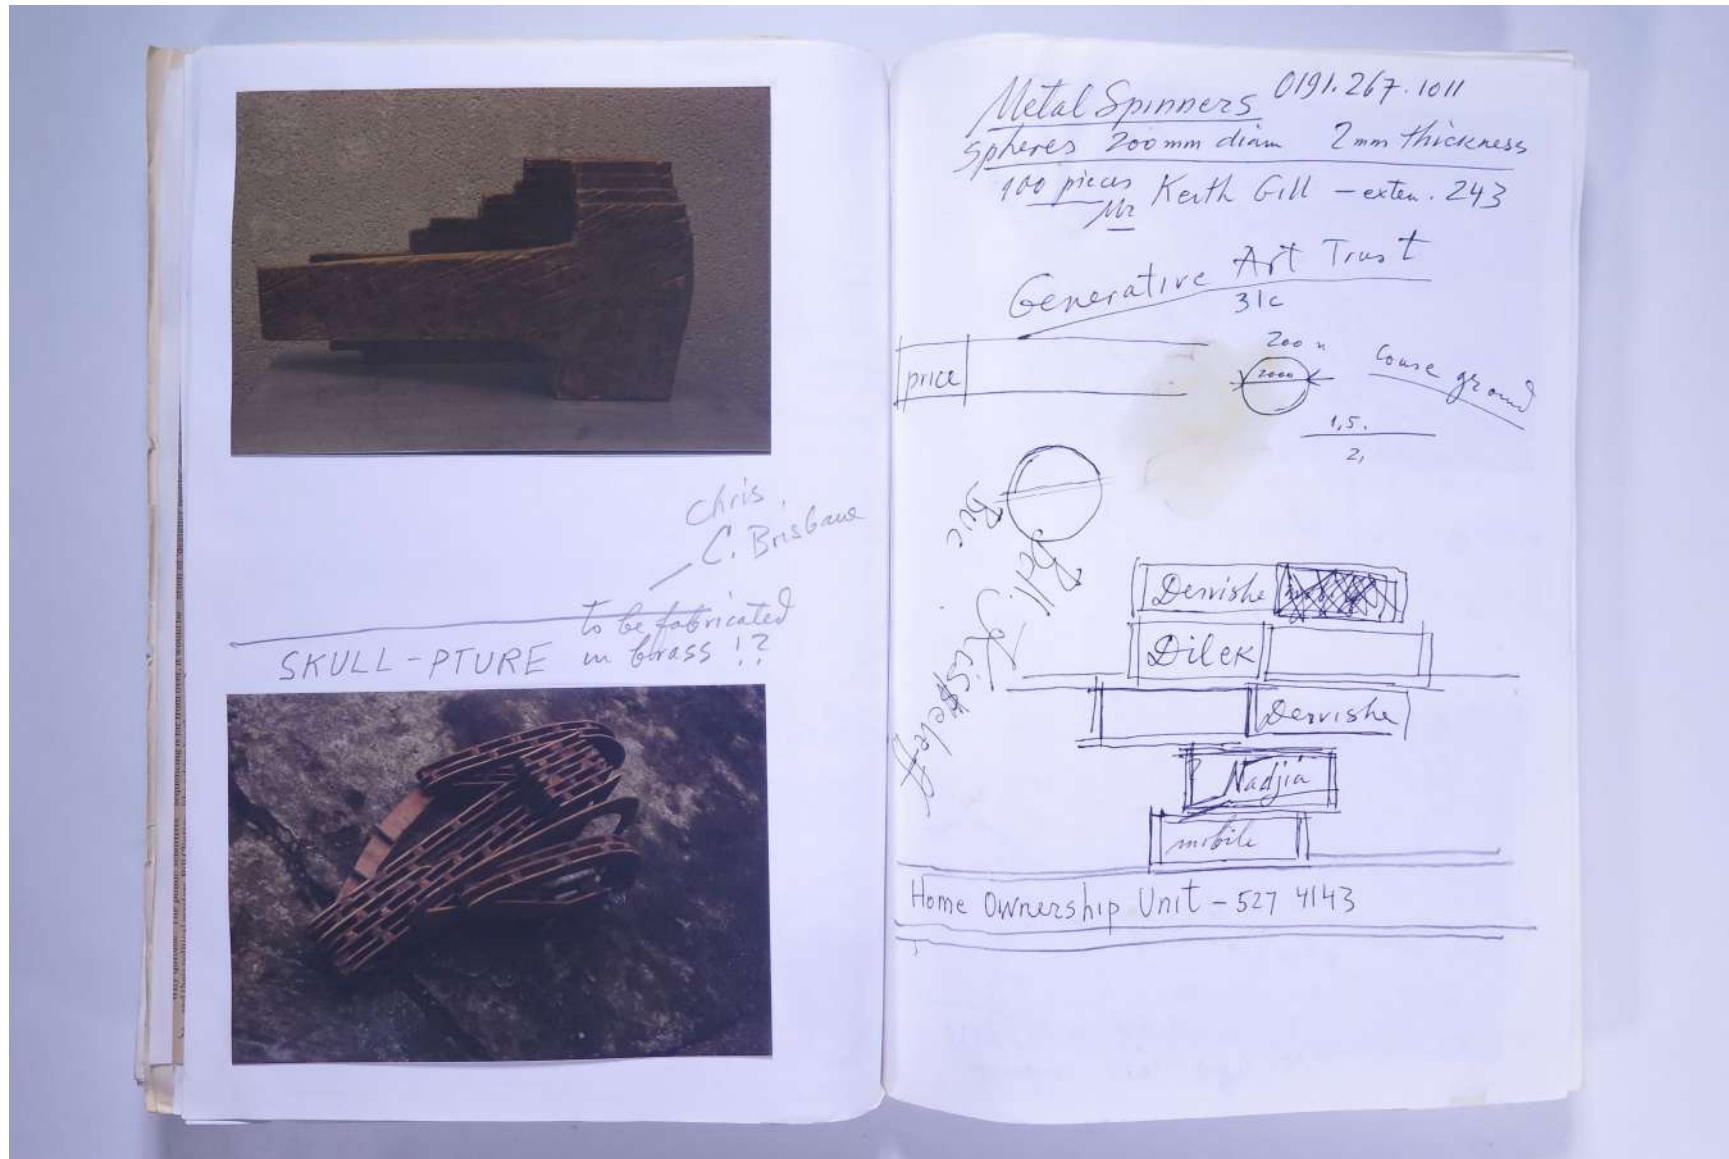 chris.
C. Brisbane
to be fabricated
SKULL-PTURE in brass !?
Metal Spinners 0191.267.1011
Spheres 200mm diam 2mm thickness
100 pieces
Mr Keith Gill – exten. 243
Generative Art Trust
31c
price
200
2000
ground
1,5.
2,
Dervishe
Dilek
Dervishe
Nadjia
mobile
Home Ownership Unit – 527 4143